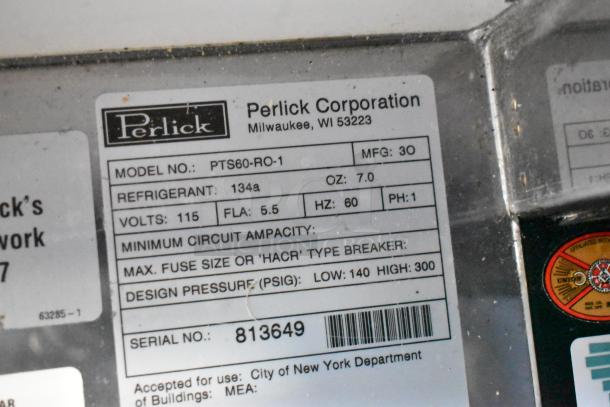 Perlick
Perlick Corporation
Milwaukee, WI 53223
MODEL NO.: PTS60-RO-1 MFG: 3O
REFRIGERANT: 134a OZ: 7.0
VOLTS: 115 FLA: 5.5 HZ: 60 PH: 1
MINIMUM CIRCUIT AMPACITY:
MAX. FUSE SIZE OR 'HACR' TYPE BREAKER:
DESIGN PRESSURE (PSIG): LOW: 140 HIGH: 300
SERIAL NO.: 813649
Accepted for use: City of New York Department
of Buildings: MEA:
ck's
work
7
63285-1
AR
UNION